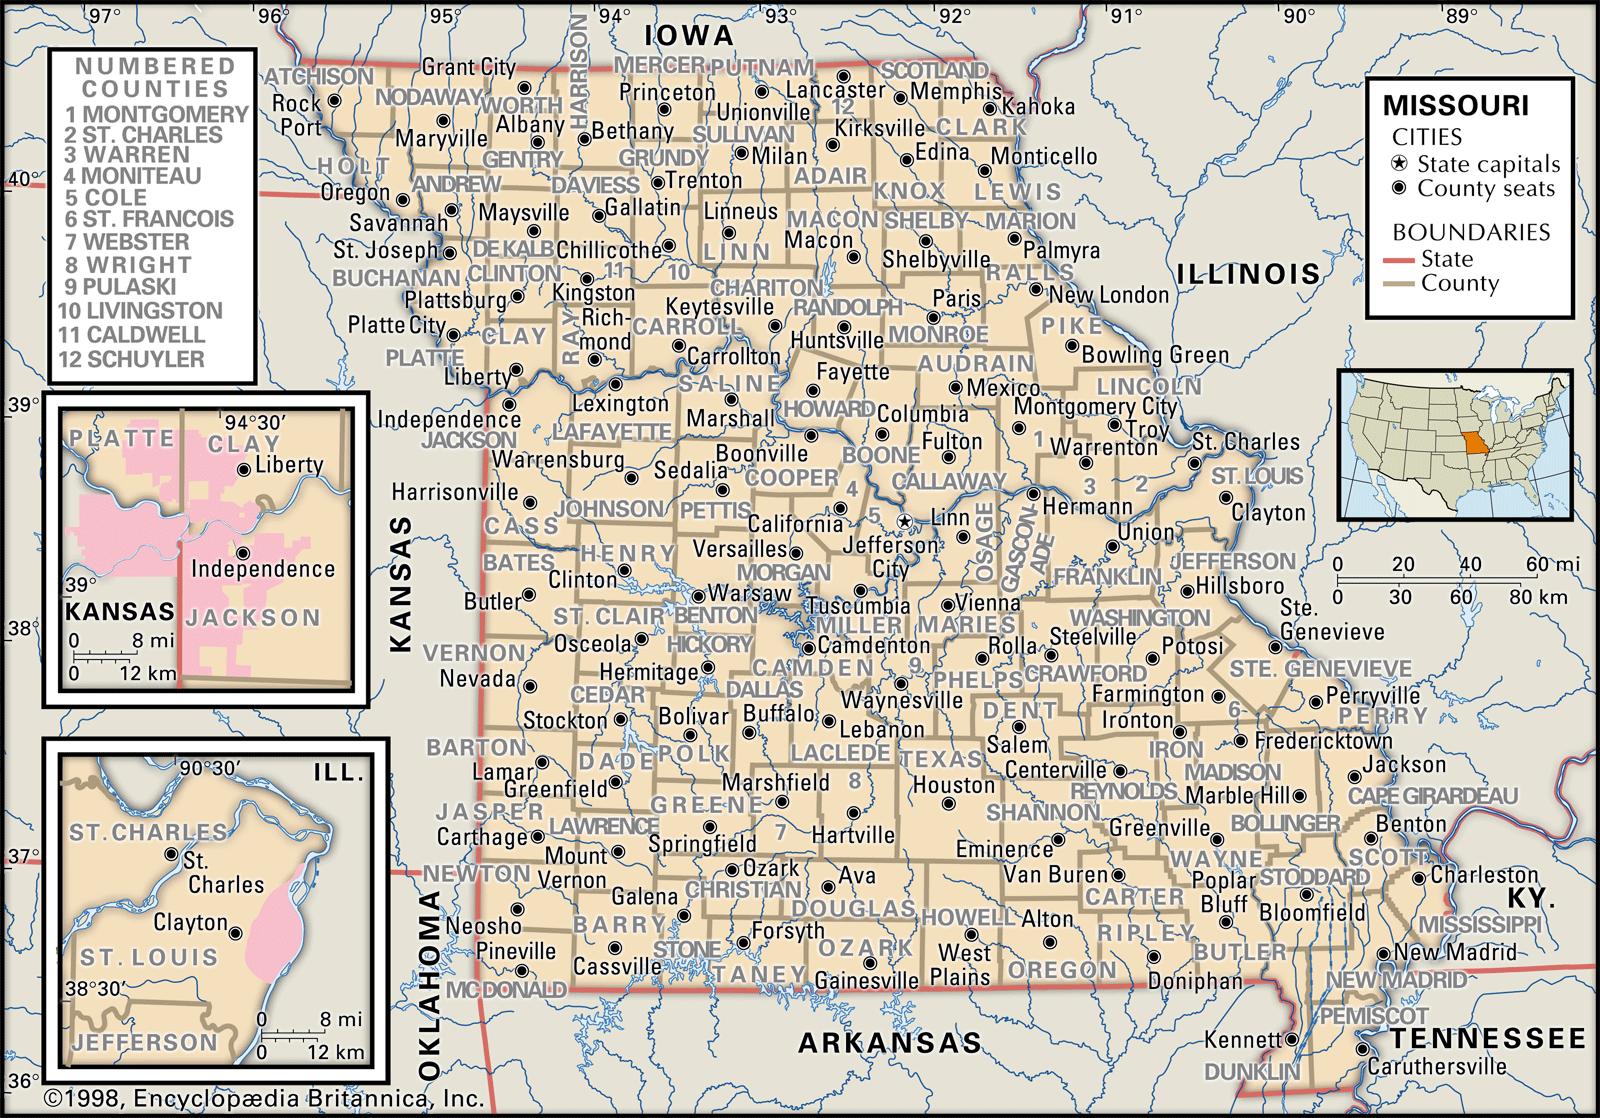 97°
96°
95°
94°
93°
92°
91°
90°
89°
IOWA
NUMBERED
COUNTIES
1 MONTGOMERY
2 ST. CHARLES
3 WARREN
4 MONITEAU
5 COLE
6 ST. FRANCOIS
7 WEBSTER
8 WRIGHT
9 PULASKI
10 LIVINGSTON
11 CALDWELL
12 SCHUYLER
MISSOURI
CITIES
State capitals
County seats
BOUNDARIES
State
County
ATCHISON
Rock
Port
NODAWAY
Maryville
Grant City
WORTH
Albany
GENTRY
HARRISON
Bethany
MERCER
Princeton
PUTNAM
Unionville
Lancaster
12
SCOTLAND
Memphis
Kahoka
CLARK
SULLIVAN
Milan
Kirksville
ADAIR
Edina
KNOX
Monticello
LEWIS
40°
HOLT
Oregon
ANDREW
Savannah
DAVIESS
Gallatin
GRUNDY
Trenton
Linneus
LINN
MACON
Macon
SHELBY
Shelbyville
MARION
Palmyra
ILLINOIS
St. Joseph
BUCHANAN
Maysville
DE KALB
Chillicothe
10
CLINTON
Plattsburg
11
Kingston
CHARITON
Keytesville
RANDOLPH
Huntsville
Paris
MONROE
RALLS
New London
Platte City
PLATTE
CLAY
Liberty
RAY
Rich-
mond
CARROLL
Carrollton
PIKE
Bowling Green
AUDRAIN
Mexico
LINCOLN
Troy
39°
Independence
JACKSON
Lexington
LAFAYETTE
SALINE
Marshall
Fayette
HOWARD
Columbia
BOONE
Fulton
CALLAWAY
Montgomery City
1
Warrenton
3
2
St. Charles
ST. LOUIS
Clayton
Warrensburg
JOHNSON
Sedalia
PETTIS
Boonville
COOPER
4
California
5
Jefferson
City
Linn
OSAGE
Hermann
GASCON-
ADE
Union
FRANKLIN
Harrisonville
CASS
KANSAS
BATES
Butler
HENRY
Clinton
Versailles
MORGAN
Warsaw
BENTON
Tuscumbia
MILLER
Vienna
MARIES
JEFFERSON
Hillsboro
WASHINGTON
Potosi
Ste.
Genevieve
STE. GENEVIEVE
0 20 40 60 mi
0 30 60 80 km
38°
ST. CLAIR
Osceola
HICKORY
Hermitage
Camdenton
CAMDEN
9
Waynesville
Rolla
PHELPS
Steelville
CRAWFORD
VERNON
Nevada
CEDAR
Stockton
DALLAS
Buffalo
Bolivar
POLK
Lebanon
LACLEDE
DENT
Salem
Farmington
6
Ironton
IRON
Perryville
PERRY
Fredericktown
MADISON
BARTON
Lamar
DADE
Greenfield
Marshfield
7
8
Hartville
TEXAS
Houston
Centerville
REYNOLDS
Marble Hill
BOLLINGER
Jackson
CAPE GIRARDEAU
JASPER
Carthage
LAWRENCE
Mount
Vernon
GREENE
Springfield
SHANNON
Eminence
Greenville
WAYNE
Benton
SCOTT
37°
NEWTON
Neosho
Ozark
CHRISTIAN
Ava
DOUGLAS
Van Buren
CARTER
Poplar
Bluff
BUTLER
STODDARD
Bloomfield
Charleston
MISSISSIPPI
KY.
Galena
STONE
BARRY
Cassville
Forsyth
TANEY
OZARK
Gainesville
HOWELL
West
Plains
Alton
OREGON
RIPLEY
Doniphan
New Madrid
NEW MADRID
Pineville
MC DONALD
OKLAHOMA
ARKANSAS
Kennett
DUNKLIN
PEMISCOT
Caruthersville
TENNESSEE
36°
94°30'
PLATTE
CLAY
Liberty
39°
Independence
KANSAS
JACKSON
0 8 mi
0 12 km
90°30'
ILL.
ST. CHARLES
St.
Charles
Clayton
ST. LOUIS
38°30'
JEFFERSON
0 8 mi
0 12 km
©1998, Encyclopædia Britannica, Inc.